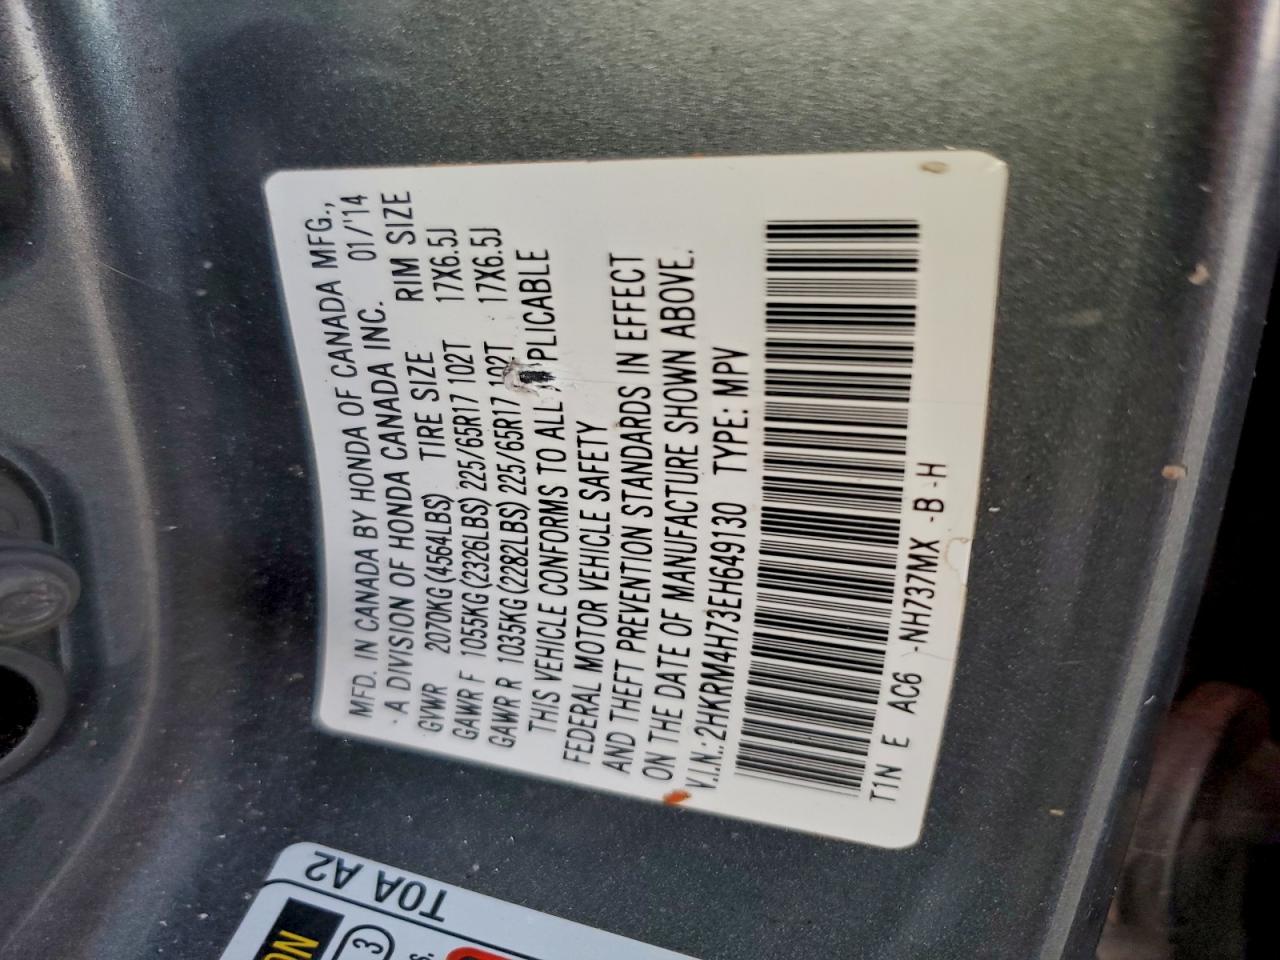 MFD. IN CANADA BY HONDA OF CANADA MFG.,
A DIVISION OF HONDA CANADA INC. 01/'14
GVWR 2070KG(4564LBS) TIRE SIZE RIM SIZE
GAWR F 1055KG(2326LBS) 225/65R17 102T 17X6.5J
GAWR R 1035KG(2282LBS) 225/65R17 102T 17X6.5J
THIS VEHICLE CONFORMS TO ALL PLICABLE
FEDERAL MOTOR VEHICLE SAFETY
AND THEFT PREVENTION STANDARDS IN EFFECT
ON THE DATE OF MANUFACTURE SHOWN ABOVE.
V.I.N.: 2HKRM4H73EH649130 TYPE: MPV
T1N E AC6 -NH737MX -B -H
T0A A2
3